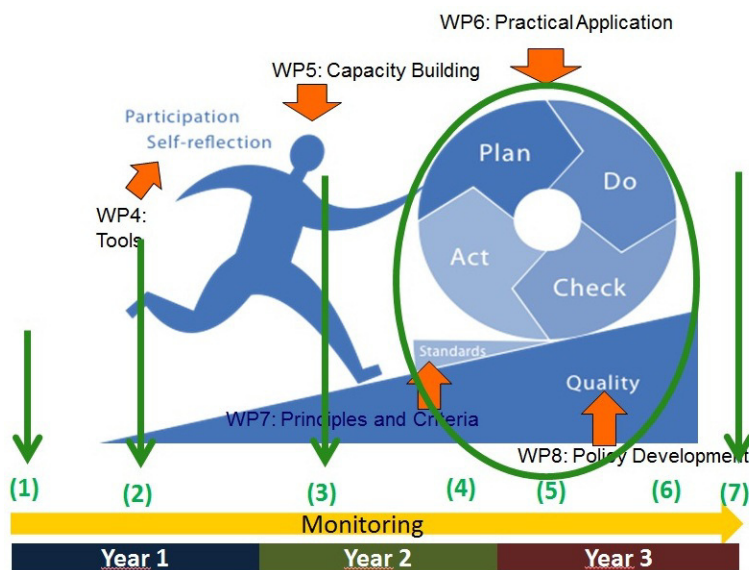 WP6: Practical Application
WP5: Capacity Building
Participation
Self-reflection
WP4:
Tools
Plan
Do
Act
Check
Standards
Quality
WP7: Principles and Criteria
WP8: Policy Development
(1)
(2)
(3)
(4)
(5)
(6)
(7)
Monitoring
Year 1
Year 2
Year 3